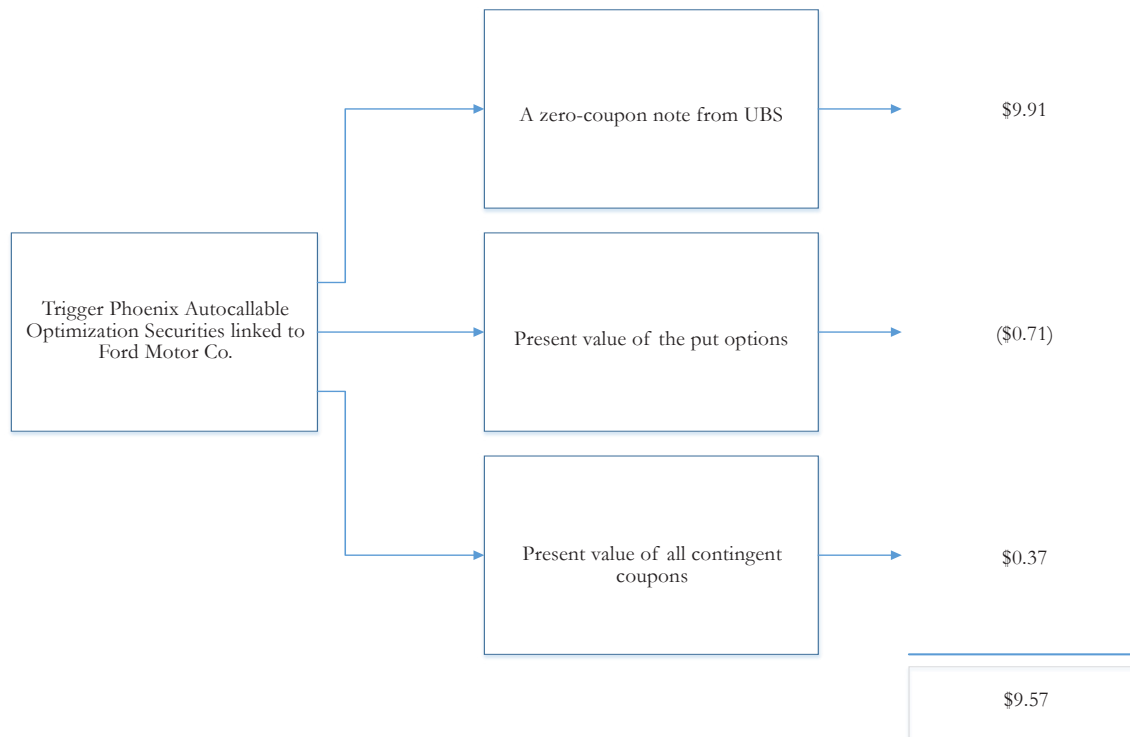 A zero-coupon note from UBS
$9.91
Trigger Phoenix Autocallable
Optimization Securities linked to
Ford Motor Co.
Present value of the put options
($0.71)
Present value of all contingent
coupons
$0.37
$9.57